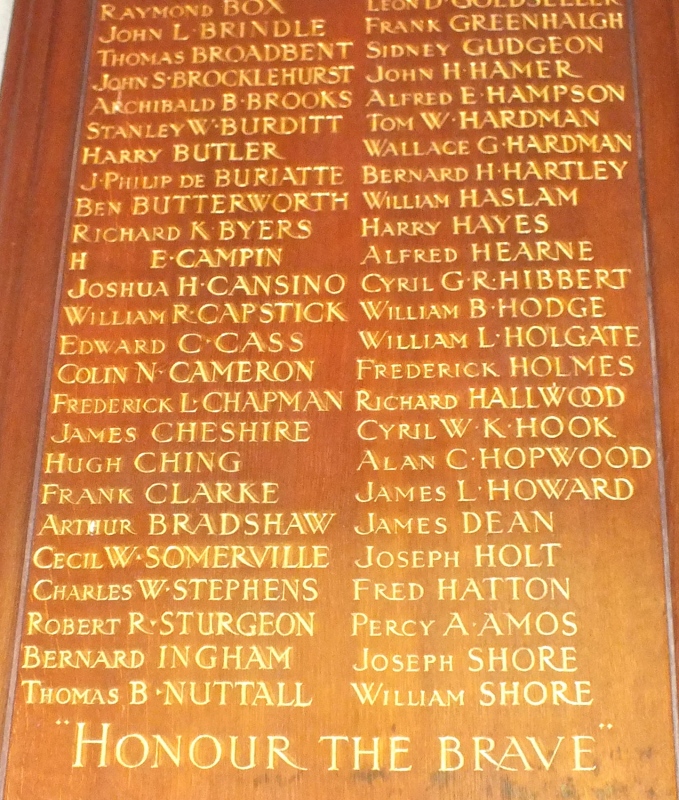 Raymond BOX
John L·BRINDLE
Thomas BROADBENT
John S·BROCKLEHURST
Archibald B·BROOKS
Stanley W·BURDITT
Harry BUTLER
J·Philip de BURIATTE
Ben BUTTERWORTH
Richard K·BYERS
H E·CAMPIN
Joshua H·CANSINO
William R·CAPSTICK
Edward C·CASS
Colin N·CAMERON
Frederick L·CHAPMAN
James CHESHIRE
Hugh CHING
Frank CLARKE
Arthur BRADSHAW
Cecil W·SOMERVILLE
Charles W·STEPHENS
Robert R·STURGEON
Bernard INGHAM
Thomas B·NUTTALL
Leon D·GOLDSELLER
Frank GREENHALGH
Sidney GUDGEON
John H·HAMER
Alfred E·HAMPSON
Tom W·HARDMAN
Wallace G·HARDMAN
Bernard H·HARTLEY
William HASLAM
Harry HAYES
Alfred HEARNE
Cyril G·R·HIBBERT
William B·HODGE
William L·HOLGATE
Frederick HOLMES
Richard HALLWOOD
Cyril W·K·HOOK
Alan C·HOPWOOD
James L·HOWARD
James DEAN
Joseph HOLT
Fred HATTON
Percy A·AMOS
Joseph SHORE
William SHORE
"HONOUR THE BRAVE"